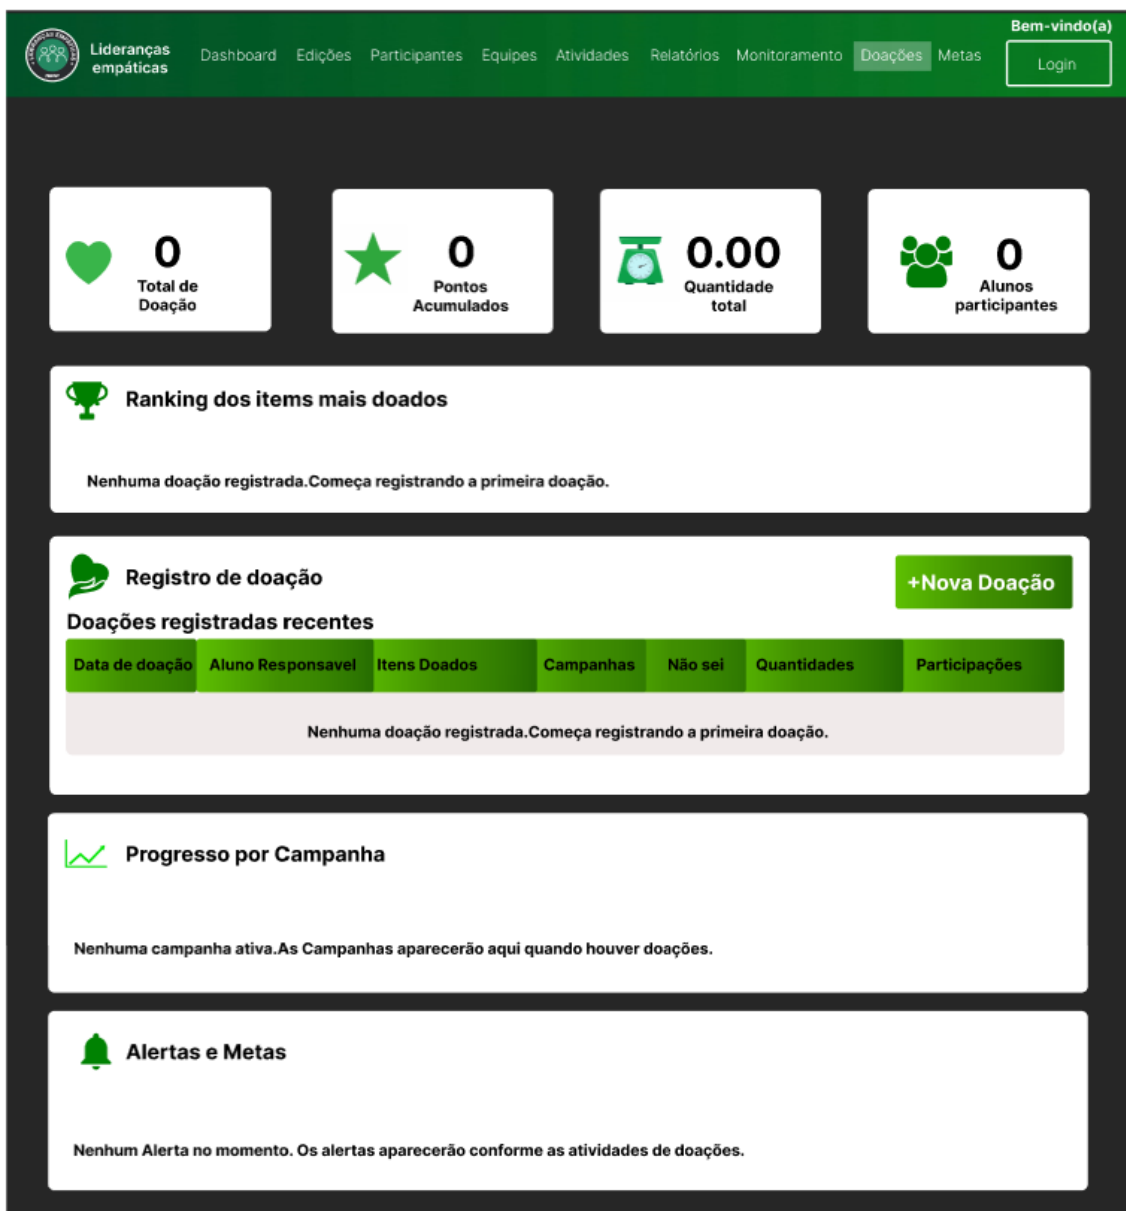 Bem-vindo(a)
Lideranças
empáticas
Dashboard Edições Participantes Equipes Atividades Relatórios Monitoramento Doações Metas Login
0 0 0.00 0
Total de
Doação
Pontos
Acumulados
Quantidade
total
Alunos
participantes
Ranking dos items mais doados
Nenhuma doação registrada.Começa registrando a primeira doação.
Registro de doação
+Nova Doação
Doações registradas recentes
Data de doação Aluno Responsavel Itens Doados Campanhas Não sei Quantidades Participações
Nenhuma doação registrada.Começa registrando a primeira doação.
Progresso por Campanha
Nenhuma campanha ativa.As Campanhas aparecerão aqui quando houver doações.
Alertas e Metas
Nenhum Alerta no momento. Os alertas aparecerão conforme as atividades de doações.